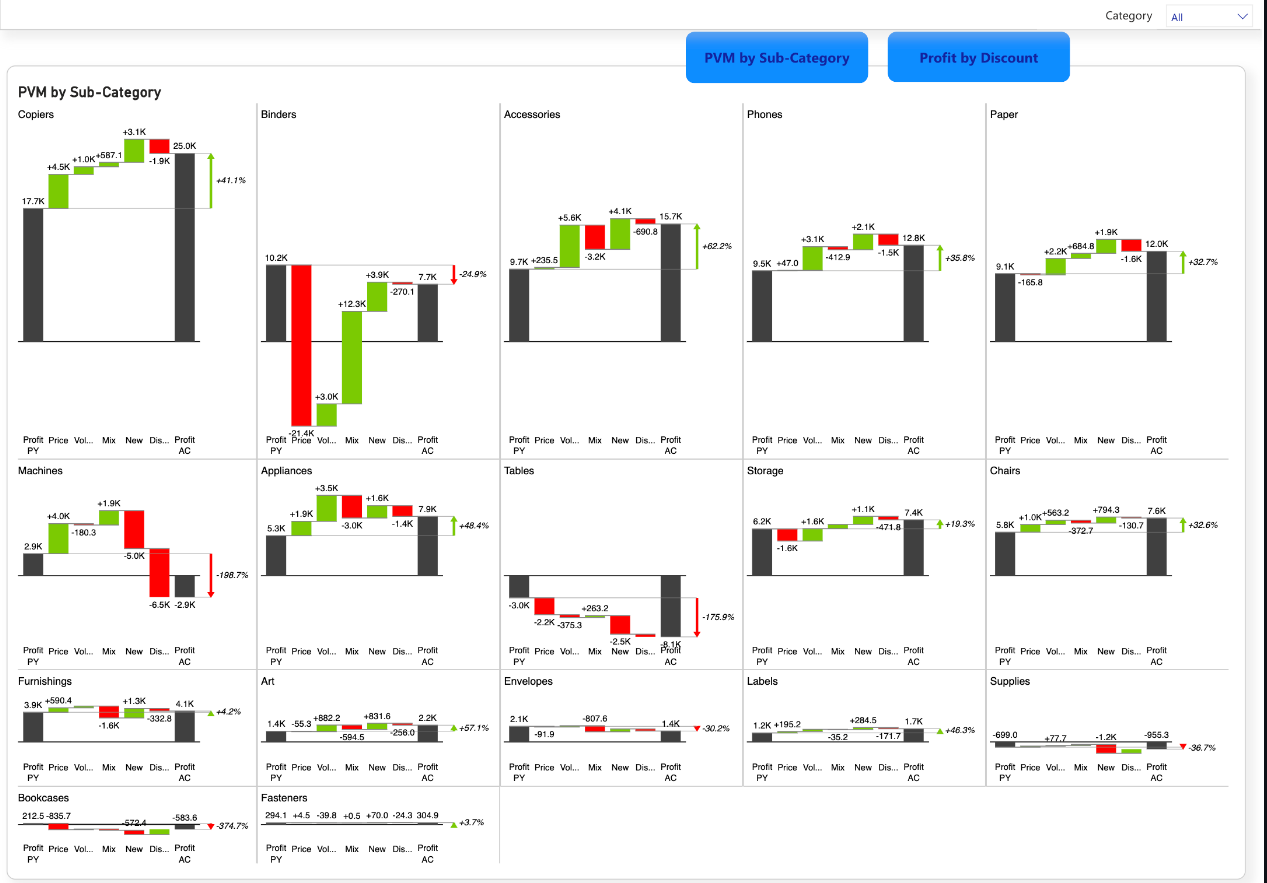 Category All
PVM by Sub-Category Profit by Discount
PVM by Sub-Category
Copiers
+3.1K
+4.5K +1.0K +587.1 -1.9K 25.0K
17.7K +41.1%
Profit PY Price Vol... Mix New Dis... Profit AC
Binders
10.2K +3.9K 7.7K -24.9%
-270.1
+12.3K
+3.0K
-21.4K
Profit PY Price Vol... Mix New Dis... Profit AC
Accessories
+5.6K +4.1K 15.7K
-690.8
9.7K +235.5 -3.2K +62.2%
Profit PY Price Vol... Mix New Dis... Profit AC
Phones
+2.1K
+3.1K 12.8K
9.5K +47.0 -412.9 -1.5K +35.8%
Profit PY Price Vol... Mix New Dis... Profit AC
Paper
+1.9K
+2.2K +684.8 12.0K
9.1K -165.8 -1.6K +32.7%
Profit PY Price Vol... Mix New Dis... Profit AC
Machines
+1.9K
+4.0K
-180.3
2.9K -5.0K
-198.7%
-6.5K -2.9K
Profit PY Price Vol... Mix New Dis... Profit AC
Appliances
+3.5K
+1.9K +1.6K 7.9K
5.3K -3.0K -1.4K +48.4%
Profit PY Price Vol... Mix New Dis... Profit AC
Tables
-3.0K +263.2
-2.2K -375.3 -175.9%
-2.5K -8.1K
Profit PY Price Vol... Mix New Dis... Profit AC
Storage
+1.1K
6.2K +1.6K 7.4K
-1.6K -471.8 +19.3%
Profit PY Price Vol... Mix New Dis... Profit AC
Chairs
5.8K +1.0K +563.2 +794.3 7.6K
-372.7 -130.7 +32.6%
Profit PY Price Vol... Mix New Dis... Profit AC
Furnishings
3.9K +590.4 +1.3K 4.1K
-1.6K -332.8 +4.2%
Profit PY Price Vol... Mix New Dis... Profit AC
Art
1.4K -55.3 +882.2 +831.6 2.2K
-594.5 -256.0 +57.1%
Profit PY Price Vol... Mix New Dis... Profit AC
Envelopes
2.1K -807.6 1.4K
-91.9 -30.2%
Profit PY Price Vol... Mix New Dis... Profit AC
Labels
1.2K +195.2 +284.5 1.7K
-35.2 -171.7 +46.3%
Profit PY Price Vol... Mix New Dis... Profit AC
Supplies
-699.0 +77.7 -1.2K -955.3
-36.7%
Profit PY Price Vol... Mix New Dis... Profit AC
Bookcases
212.5 -835.7 -572.4 -583.6
-374.7%
Profit PY Price Vol... Mix New Dis... Profit AC
Fasteners
294.1 +4.5 -39.8 +0.5 +70.0 -24.3 304.9
+3.7%
Profit PY Price Vol... Mix New Dis... Profit AC